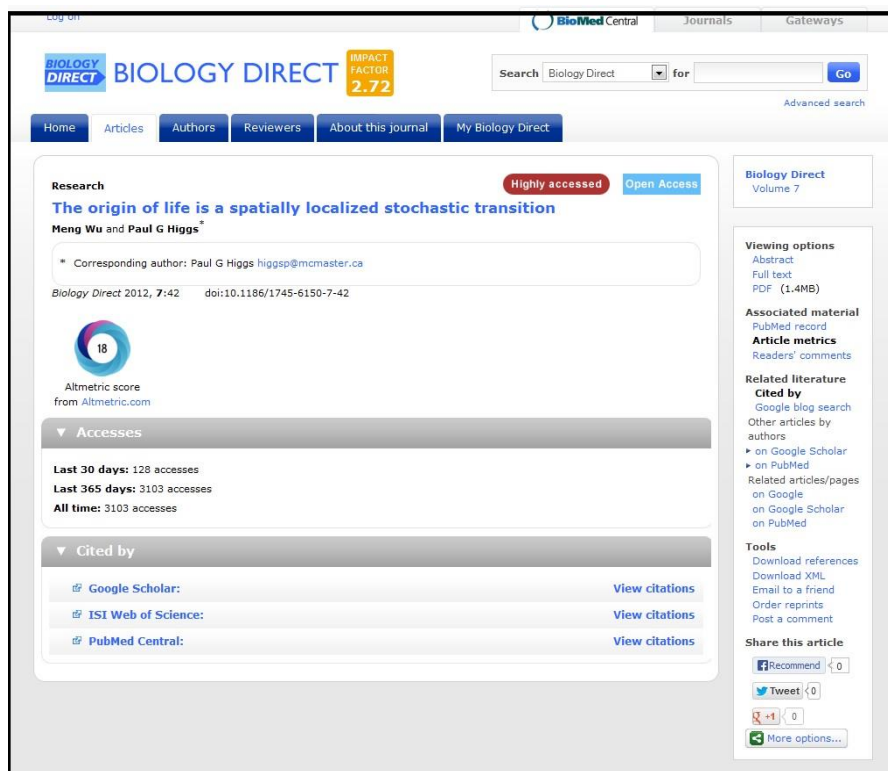 Log on
BioMed Central
Journals
Gateways
BIOLOGY
DIRECT
BIOLOGY DIRECT
IMPACT
FACTOR
2.72
Search Biology Direct for
Go
Advanced search
Home
Articles
Authors
Reviewers
About this journal
My Biology Direct
Research
Highly accessed
Open Access
The origin of life is a spatially localized stochastic transition
Meng Wu and Paul G Higgs*
* Corresponding author: Paul G Higgs higgsp@mcmaster.ca
Biology Direct 2012, 7:42 doi:10.1186/1745-6150-7-42
18
Altmetric score
from Altmetric.com
Accesses
Last 30 days: 128 accesses
Last 365 days: 3103 accesses
All time: 3103 accesses
Cited by
Google Scholar: View citations
ISI Web of Science: View citations
PubMed Central: View citations
Biology Direct
Volume 7
Viewing options
Abstract
Full text
PDF (1.4MB)
Associated material
PubMed record
Article metrics
Readers' comments
Related literature
Cited by
Google blog search
Other articles by
authors
on Google Scholar
on PubMed
Related articles/pages
on Google
on Google Scholar
on PubMed
Tools
Download references
Download XML
Email to a friend
Order reprints
Post a comment
Share this article
Recommend 0
Tweet 0
+1 0
More options...